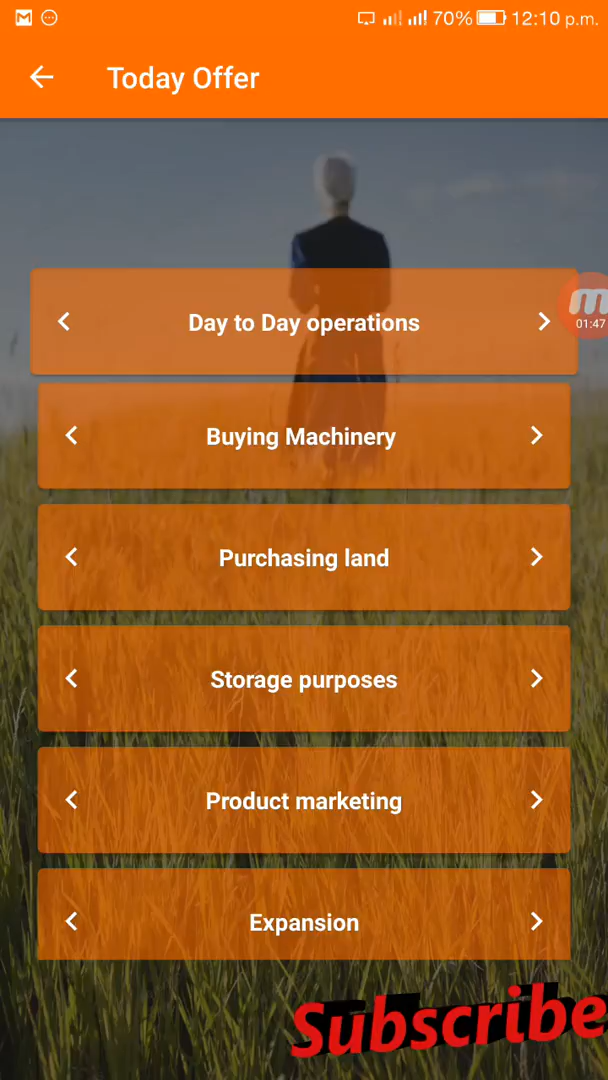 70% 12:10 p.m.
Today Offer
Day to Day operations
01:47
Buying Machinery
Purchasing land
Storage purposes
Product marketing
Expansion
Subscribe